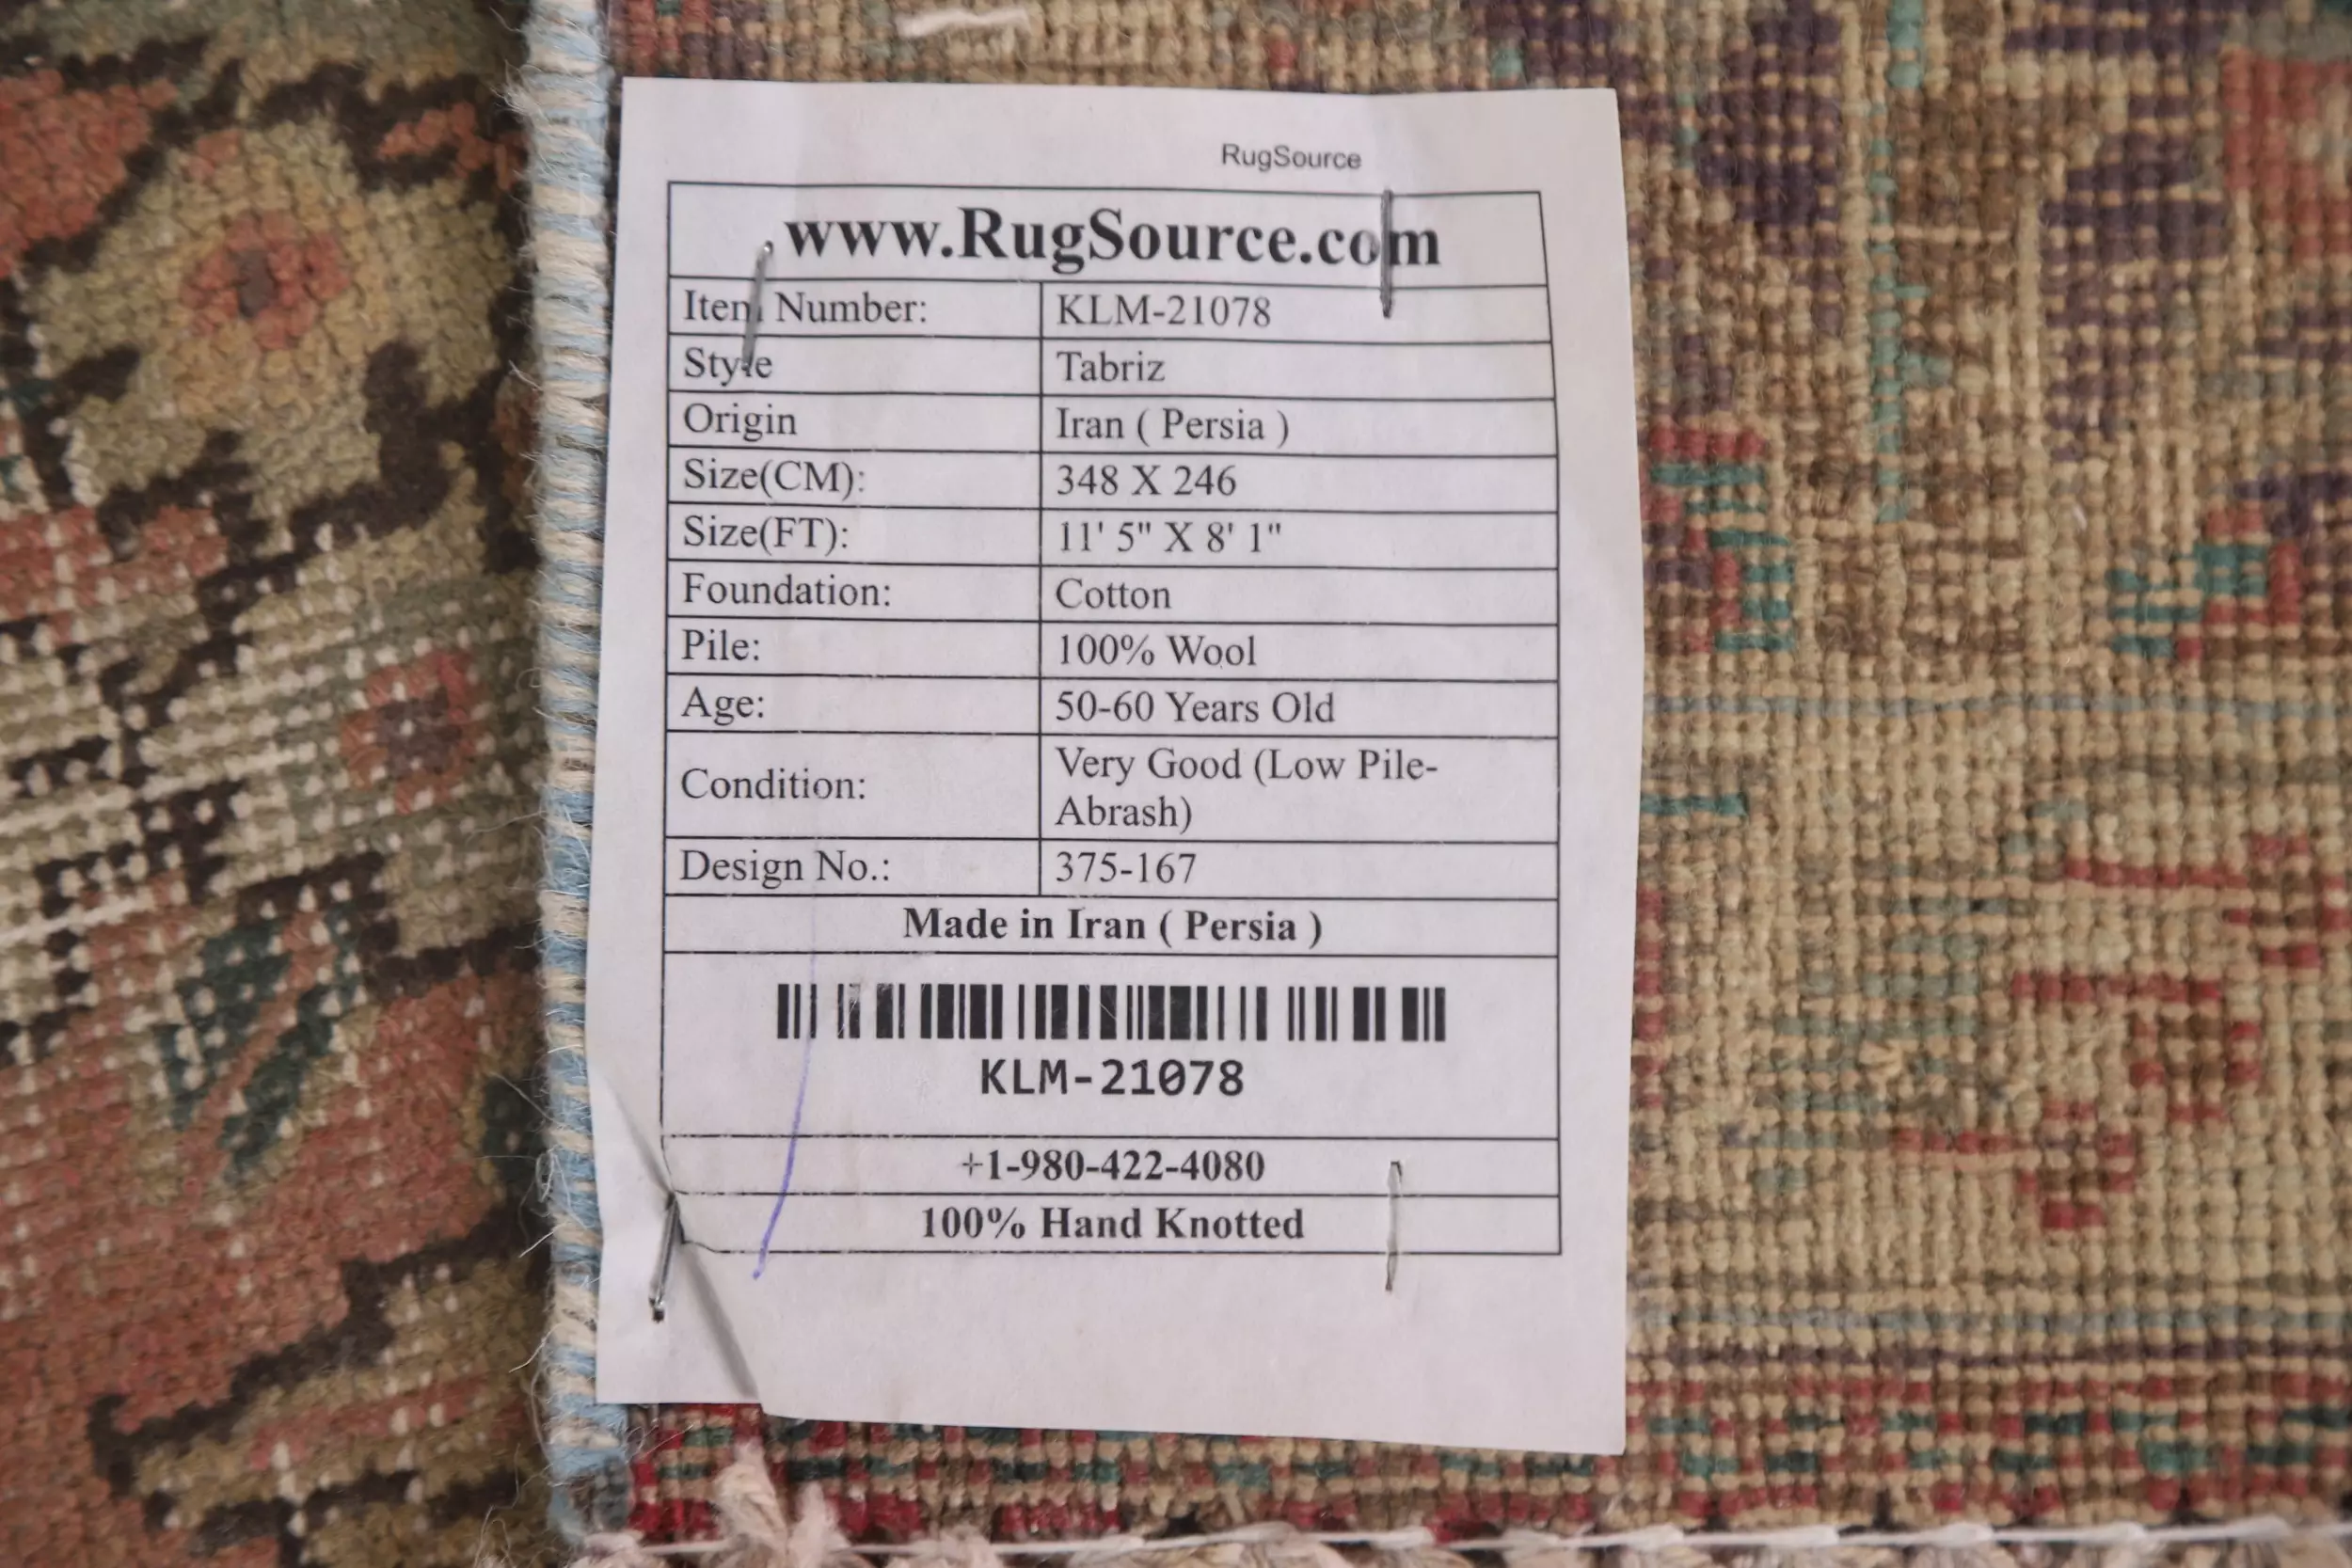 RugSource
www.RugSource.com
Item Number: KLM-21078
Style Tabriz
Origin Iran ( Persia )
Size(CM): 348 X 246
Size(FT): 11' 5" X 8' 1"
Foundation: Cotton
Pile: 100% Wool
Age: 50-60 Years Old
Condition: Very Good (Low Pile-
Abrash)
Design No.: 375-167
Made in Iran ( Persia )
KLM-21078
+1-980-422-4080
100% Hand Knotted